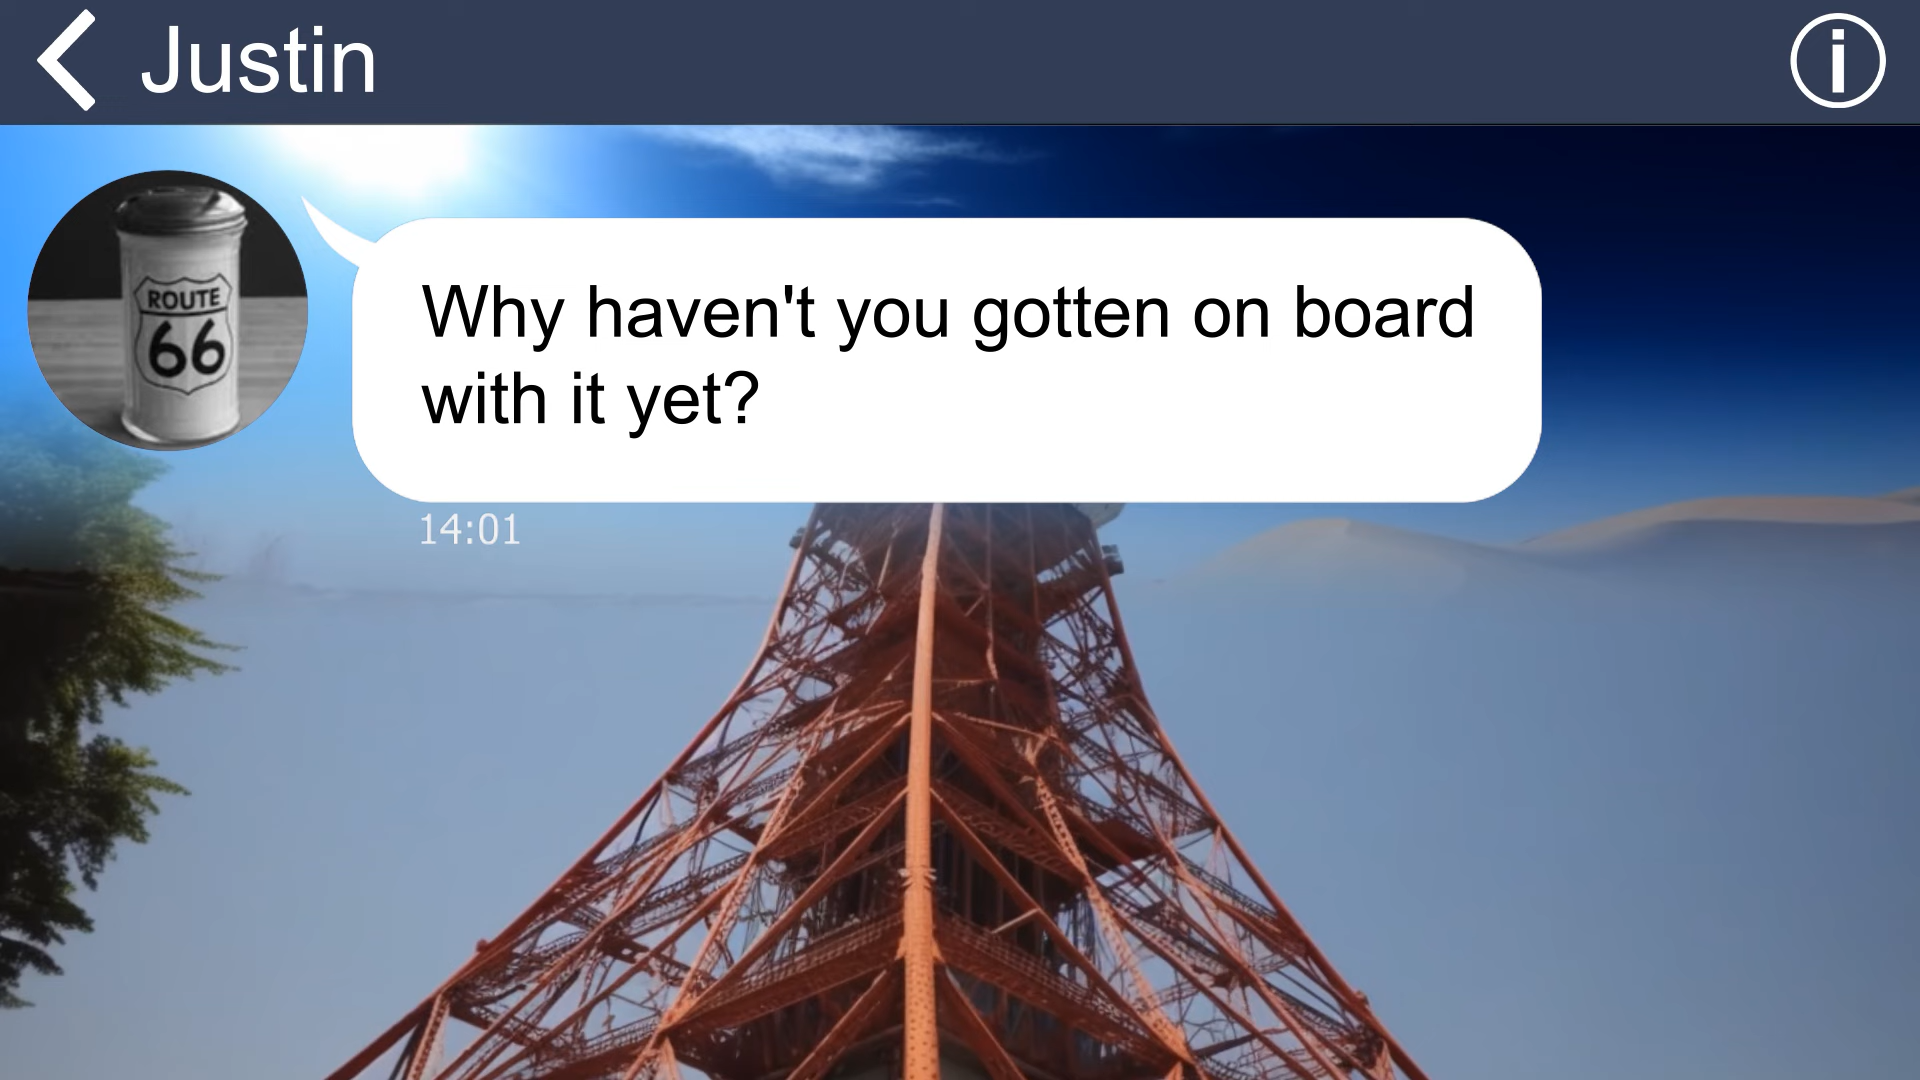 Justin
ROUTE
66
Why haven't you gotten on board
with it yet?
14:01